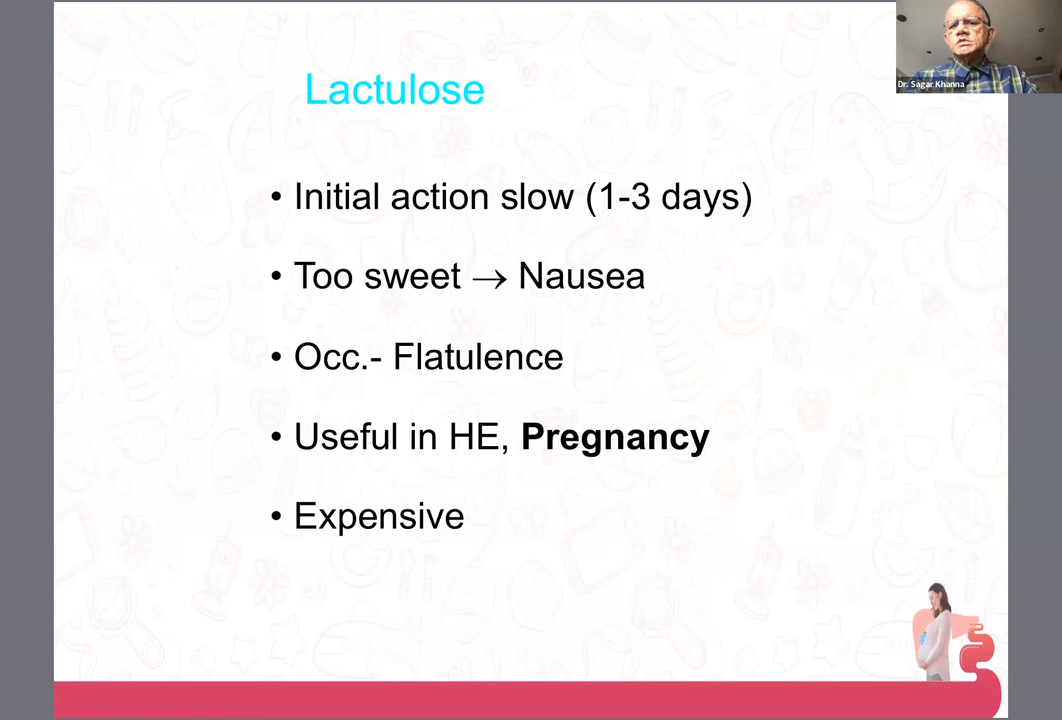 Lactulose
Dr. Sagar Khanna
• Initial action slow (1-3 days)
• Too sweet → Nausea
• Occ.- Flatulence
• Useful in HE, Pregnancy
• Expensive